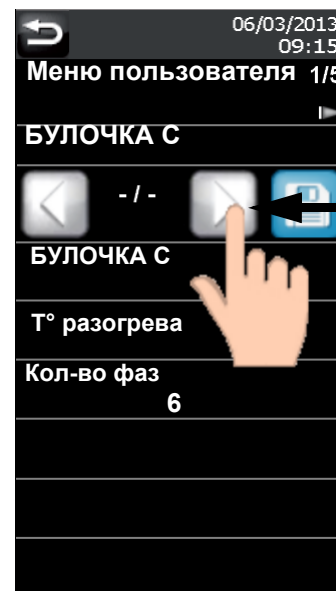 06/03/2013
09:15
Меню пользователя 1/5
БУЛОЧКА С
- / -
БУЛОЧКА С
Т° разогрева
Кол-во фаз
6